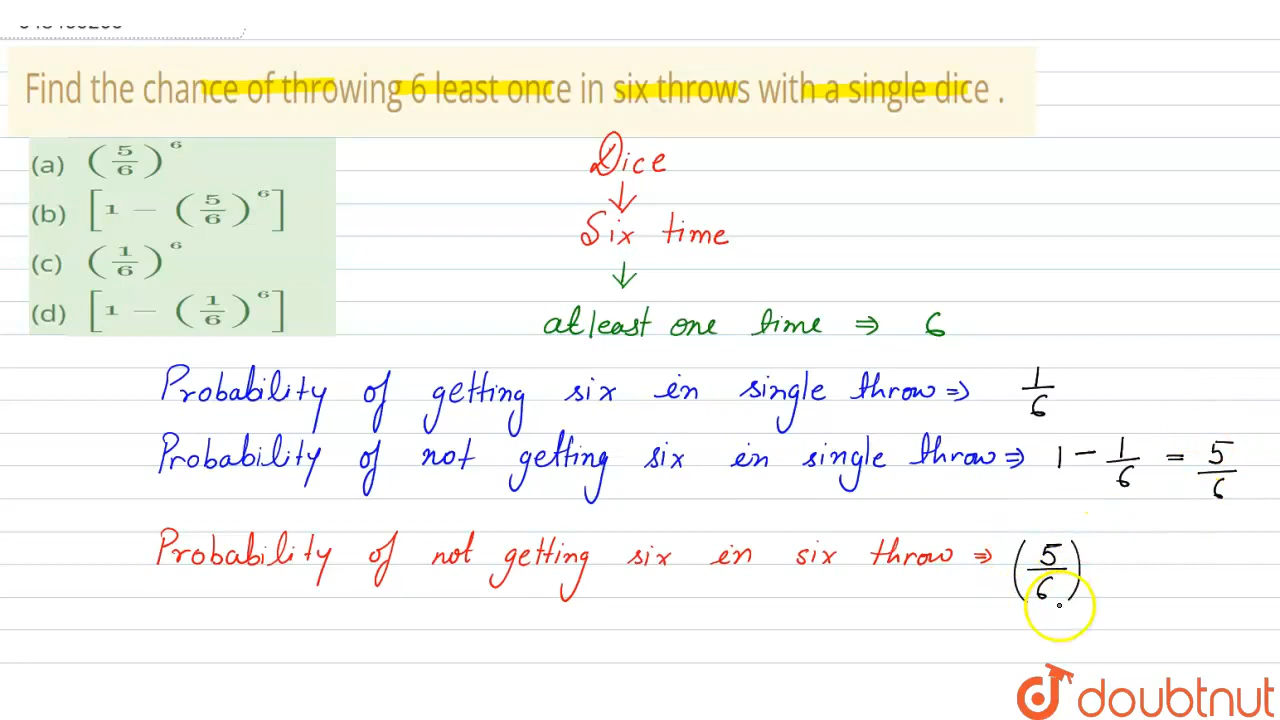 Find the chance of throwing 6 least once in six throws with a single dice .
(a) (5/6)^6
(b) [1 − (5/6)^6]
(c) (1/6)^6
(d) [1 − (1/6)^6]
Dice
↓
Six time
↓
atleast one time ⇒ 6
Probability of getting six in single throw ⇒ 1/6
Probability of not getting six in single throw ⇒ 1 − 1/6 = 5/6
Probability of not getting six in six throw ⇒ (5/6)
doubtnut